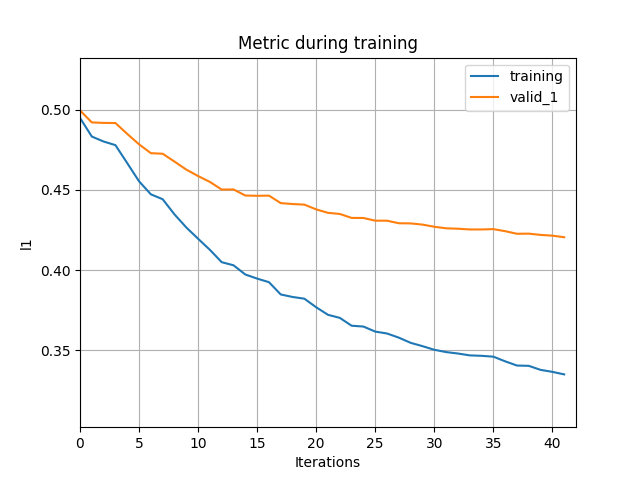 Metric during training
training
valid_1
0.50
0.45
0.40
0.35
l1
0 5 10 15 20 25 30 35 40
Iterations